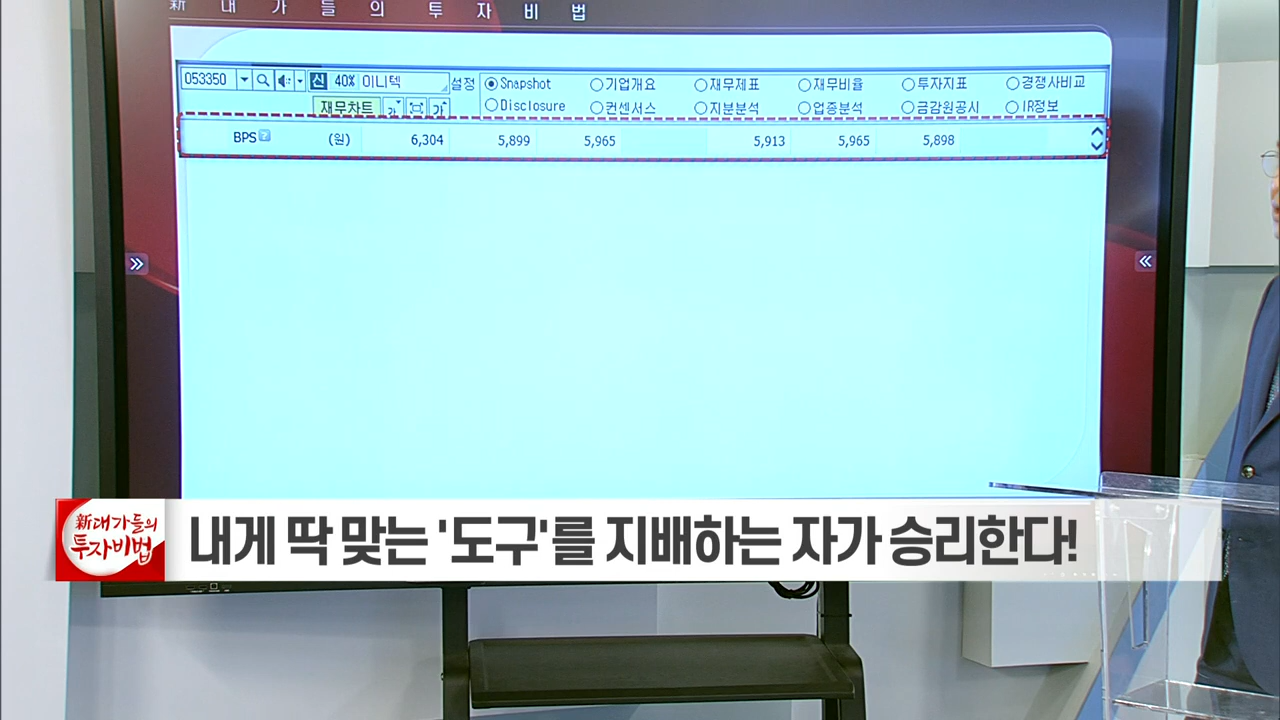 新 내 가 들 의 투 자 비 법
053350 신 40% 이니텍 설정 Snapshot 기업개요 재무제표 재무비율 투자지표 경쟁사비교
재무차트 가 가 Disclosure 컨센서스 지분분석 업종분석 금감원공시 IR정보
BPS (원) 6,304 5,899 5,965 5,913 5,965 5,898
新대가들의
투자비법
내게 딱 맞는 '도구'를 지배하는 자가 승리한다!